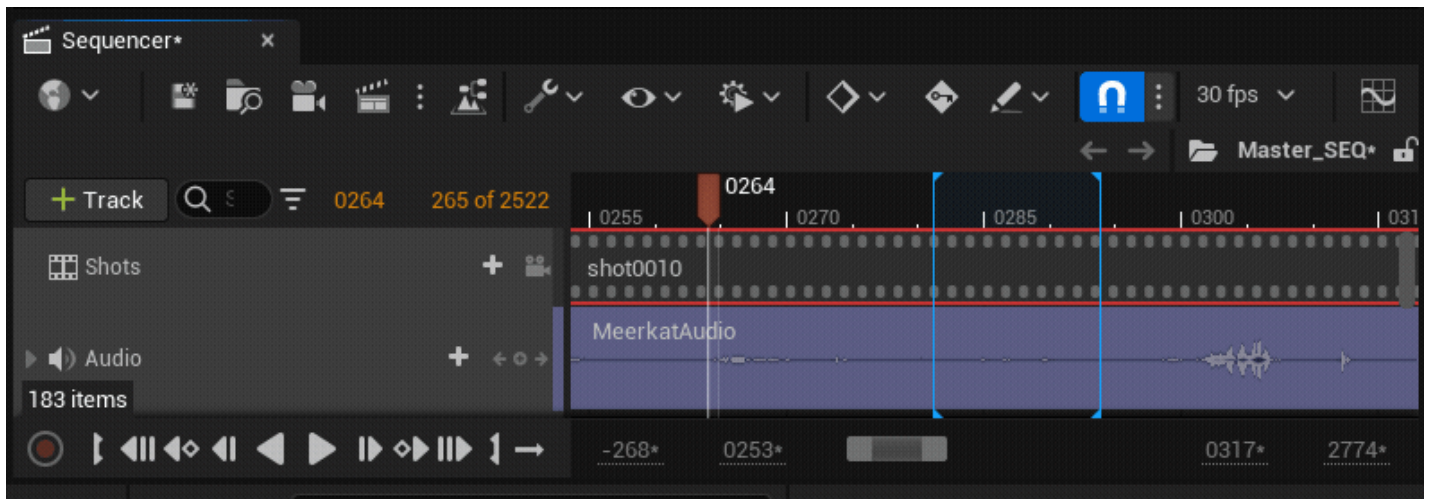 Sequencer*
30 fps
Master_SEQ*
Track
0264
265 of 2522
0264
0255
0270
0285
0300
031
Shots
shot0010
MeerkatAudio
Audio
183 items
-268*
0253*
0317*
2774*